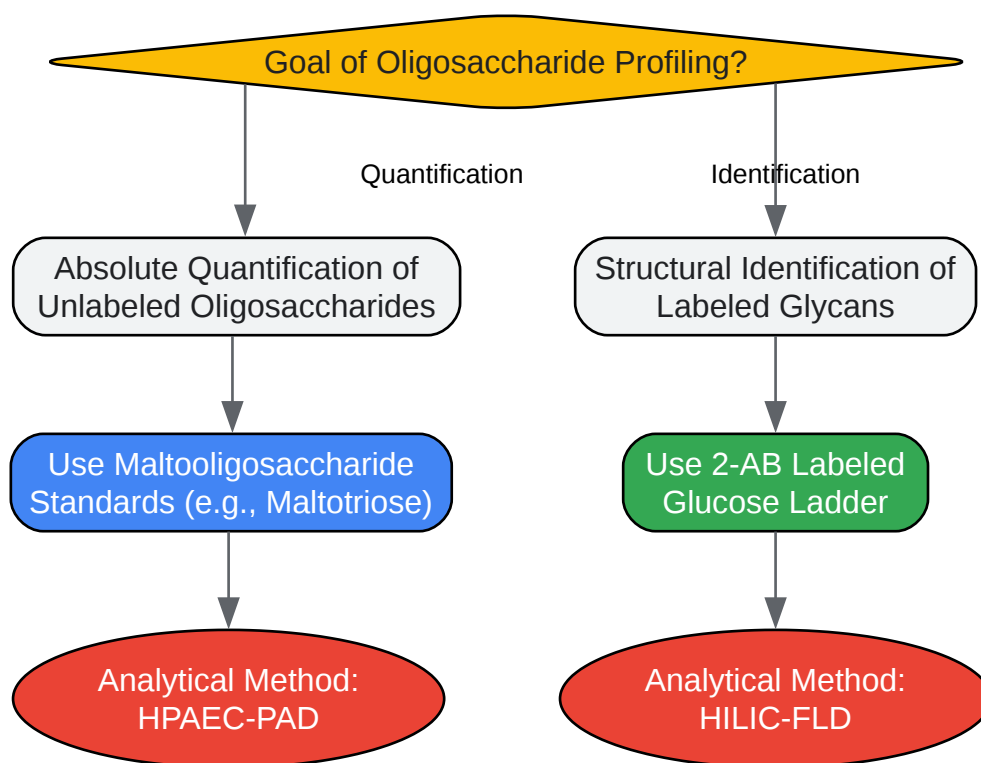 Goal of Oligosaccharide Profiling?
Quantification
Identification
Absolute Quantification of
Unlabeled Oligosaccharides
Structural Identification of
Labeled Glycans
Use Maltooligosaccharide
Standards (e.g., Maltotriose)
Use 2-AB Labeled
Glucose Ladder
Analytical Method:
HPAEC-PAD
Analytical Method:
HILIC-FLD